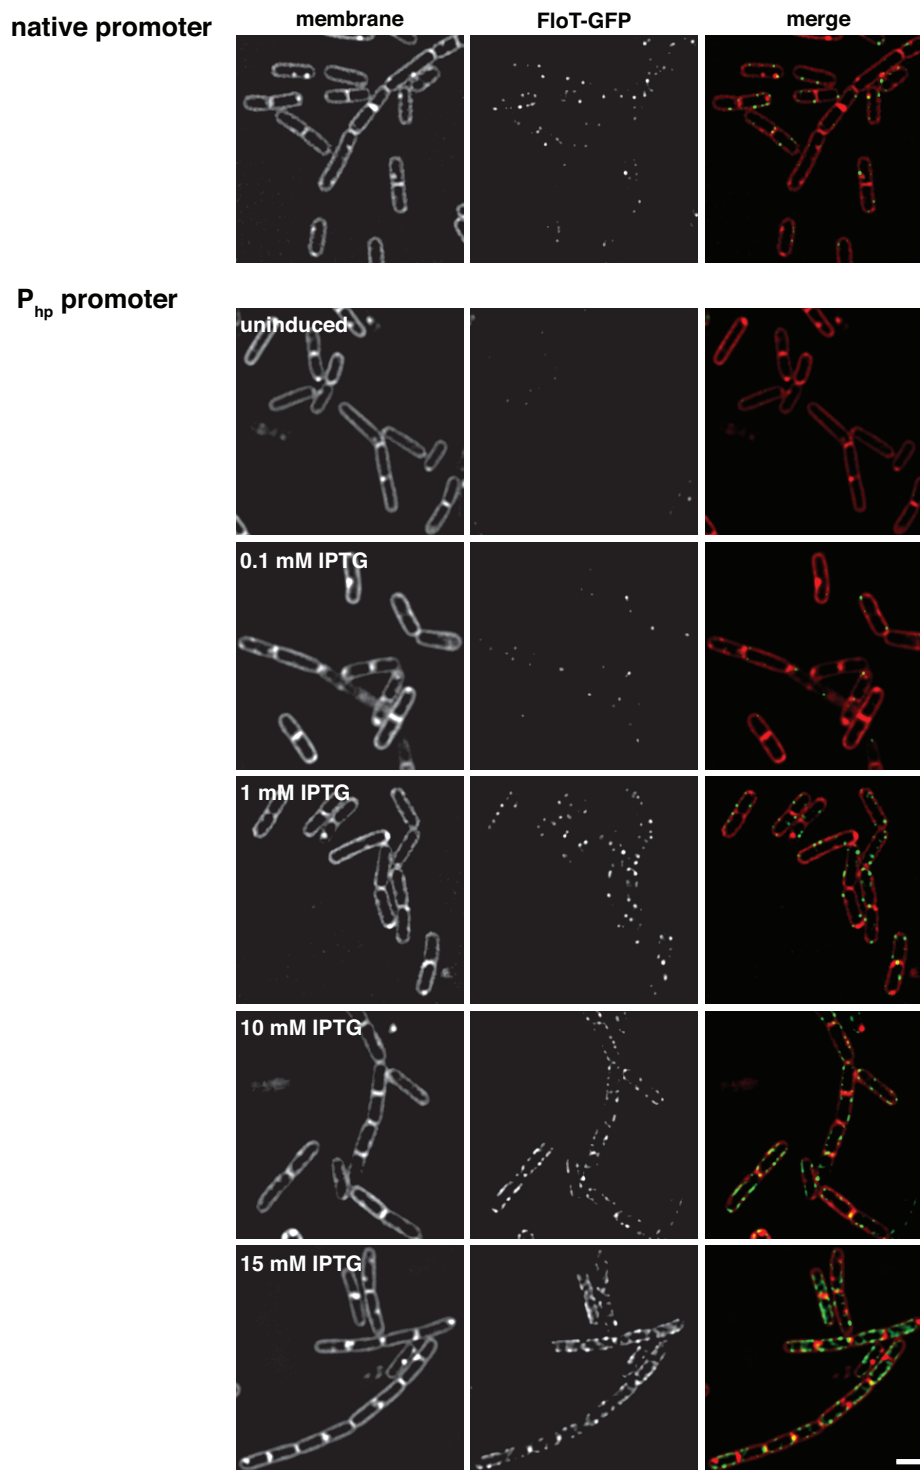 native promoter
membrane
FloT-GFP
merge
P_hp promoter
uninduced
0.1 mM IPTG
1 mM IPTG
10 mM IPTG
15 mM IPTG